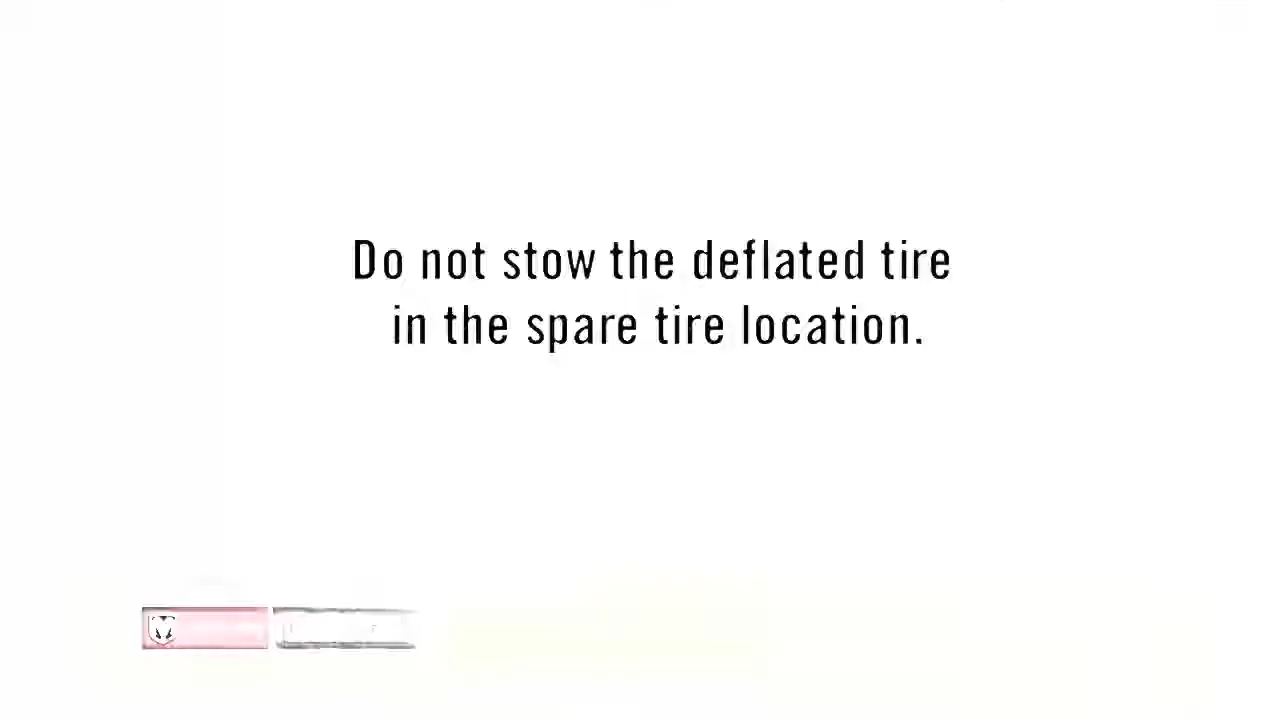 Do not stow the deflated tire
in the spare tire location.